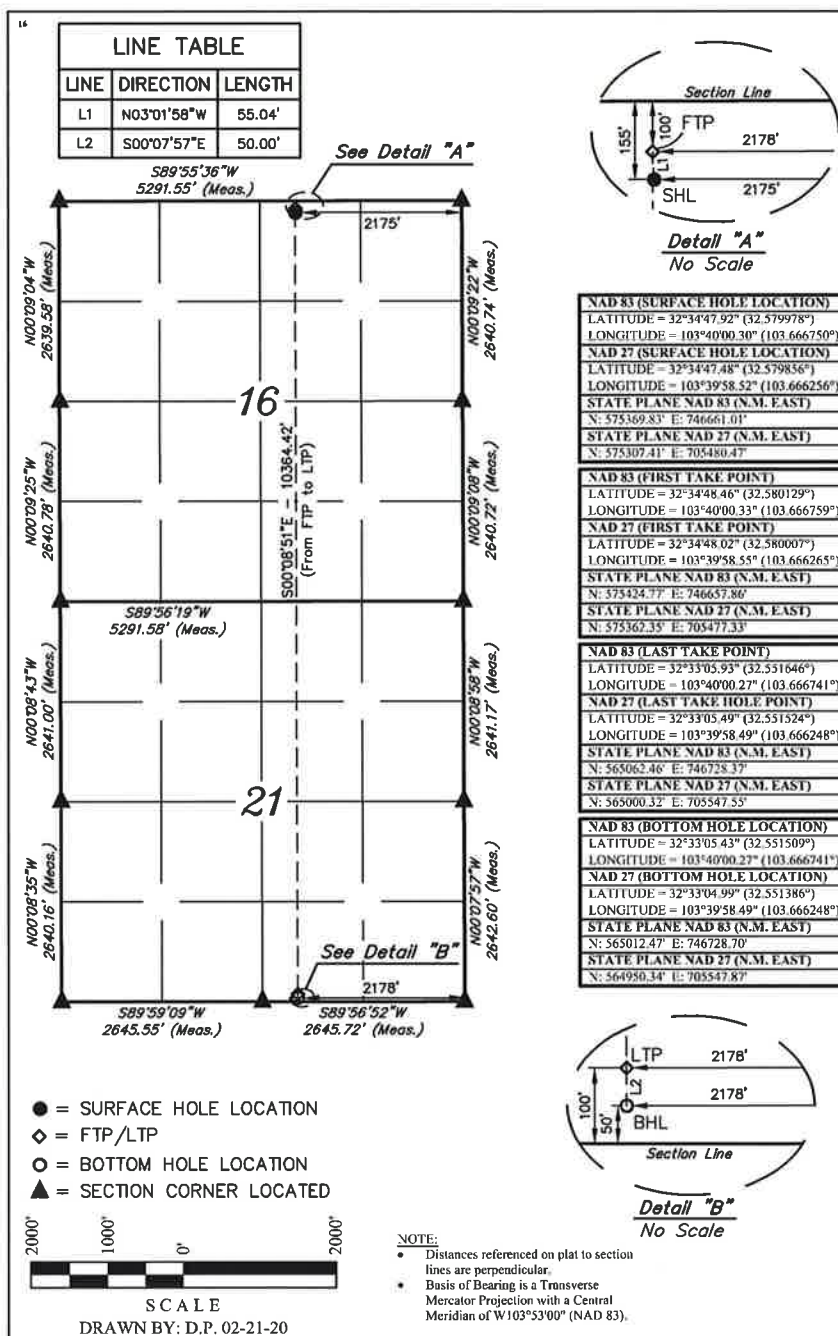 16
LINE TABLE
LINE DIRECTION LENGTH
L1 N03°01'58"W 55.04'
L2 S00°07'57"E 50.00'
See Detail "A"
S89°55'36"W
5291.55' (Meas.)
2175'
N00°09'04"W
2639.58' (Meas.)
N00°09'22"W
2640.74' (Meas.)
16
N00°09'25"W
2640.78' (Meas.)
S00°08'51"E – 10364.42'
(From FTP to LTP)
N00°09'08"W
2640.72' (Meas.)
S89°56'19"W
5291.58' (Meas.)
N00°08'43"W
2641.00' (Meas.)
N00°08'58"W
2641.17' (Meas.)
21
N00°08'35"W
2640.16' (Meas.)
N00°07'57"W
2642.60' (Meas.)
See Detail "B"
2178'
S89°59'09"W
2645.55' (Meas.)
S89°56'52"W
2645.72' (Meas.)
Section Line
155'
100'
FTP
L1
2178'
2175'
SHL
Detail "A"
No Scale
NAD 83 (SURFACE HOLE LOCATION)
LATITUDE = 32°34'47.92" (32.579978°)
LONGITUDE = 103°40'00.30" (103.666750°)
NAD 27 (SURFACE HOLE LOCATION)
LATITUDE = 32°34'47.48" (32.579856°)
LONGITUDE = 103°39'58.52" (103.666256°)
STATE PLANE NAD 83 (N.M. EAST)
N: 575369.83' E: 746661.01'
STATE PLANE NAD 27 (N.M. EAST)
N: 575307.41' E: 705480.47'
NAD 83 (FIRST TAKE POINT)
LATITUDE = 32°34'48.46" (32.580129°)
LONGITUDE = 103°40'00.33" (103.666759°)
NAD 27 (FIRST TAKE POINT)
LATITUDE = 32°34'48.02" (32.580007°)
LONGITUDE = 103°39'58.55" (103.666265°)
STATE PLANE NAD 83 (N.M. EAST)
N: 575424.77' E: 746657.86'
STATE PLANE NAD 27 (N.M. EAST)
N: 575362.35' E: 705477.33'
NAD 83 (LAST TAKE POINT)
LATITUDE = 32°33'05.93" (32.551646°)
LONGITUDE = 103°40'00.27" (103.666741°)
NAD 27 (LAST TAKE HOLE POINT)
LATITUDE = 32°33'05.49" (32.551524°)
LONGITUDE = 103°39'58.49" (103.666248°)
STATE PLANE NAD 83 (N.M. EAST)
N: 565062.46' E: 746728.37'
STATE PLANE NAD 27 (N.M. EAST)
N: 565000.32' E: 705547.55'
NAD 83 (BOTTOM HOLE LOCATION)
LATITUDE = 32°33'05.43" (32.551509°)
LONGITUDE = 103°40'00.27" (103.666741°)
NAD 27 (BOTTOM HOLE LOCATION)
LATITUDE = 32°33'04.99" (32.551386°)
LONGITUDE = 103°39'58.49" (103.666248°)
STATE PLANE NAD 83 (N.M. EAST)
N: 565012.47' E: 746728.70'
STATE PLANE NAD 27 (N.M. EAST)
N: 564950.34' E: 705547.87'
LTP
2178'
L2
100'
50'
2178'
BHL
Section Line
Detail "B"
No Scale
= SURFACE HOLE LOCATION
= FTP/LTP
= BOTTOM HOLE LOCATION
= SECTION CORNER LOCATED
2000' 1000' 0' 2000'
SCALE
DRAWN BY: D.P. 02-21-20
NOTE:
• Distances referenced on plat to section
lines are perpendicular.
• Basis of Bearing is a Transverse
Mercator Projection with a Central
Meridian of W103°53'00" (NAD 83).